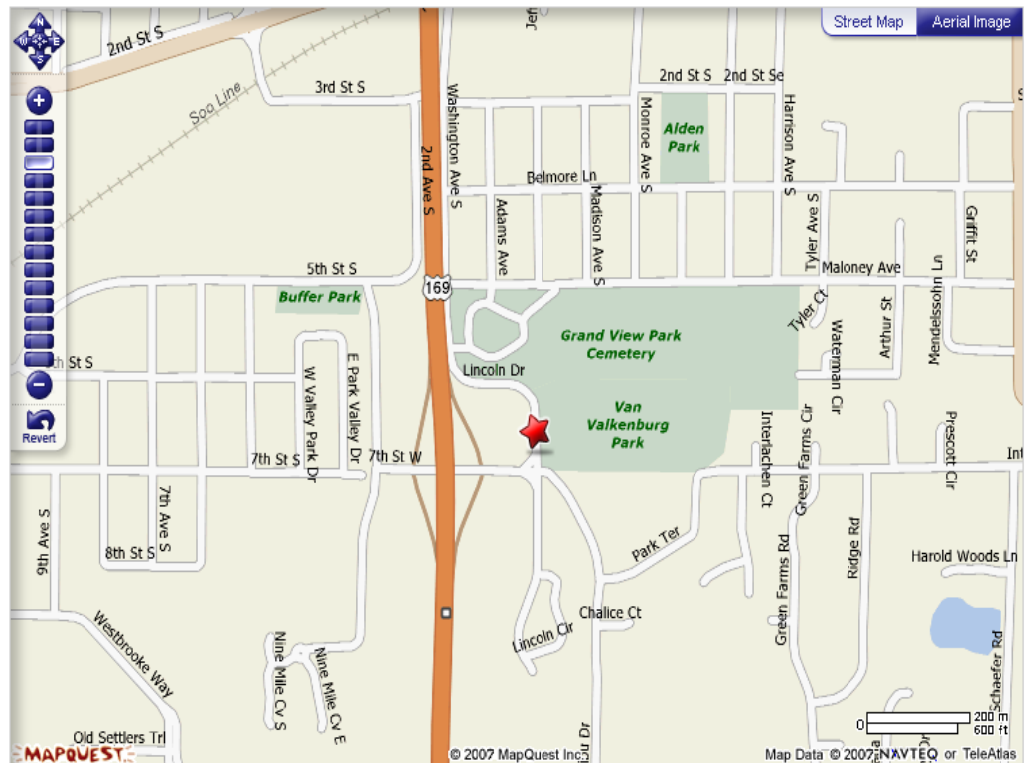 Street Map
Aerial Image
N
W
E
S
2nd St S
Soo Line
3rd St S
2nd St S
2nd St Se
Washington Ave S
2nd Ave S
Monroe Ave S
Alden
Park
Harrison Ave S
Belmore Ln
Adams Ave
Madison Ave S
Tyler Ave S
Griffit St
5th St S
169
Maloney Ave
Buffer Park
Tyler Ct
Grand View Park
Cemetery
Waterman Cir
Arthur St
Mendelssohn Ln
th St S
W Valley Park Dr
E Park Valley Dr
Lincoln Dr
Van
Valkenburg
Park
Revert
7th St S
7th St W
Interlachen Ct
Green Farms Cir
Prescott Cir
Int
9th Ave S
7th Ave S
8th St S
Park Ter
Green Farms Rd
Ridge Rd
Harold Woods Ln
Westbrooke Way
Nine Mile Cv S
Nine Mile Cv E
Lincoln Cir
Chalice Ct
Schaefer Rd
Old Settlers Trl
0
200 m
600 ft
MAPQUEST
© 2007 MapQuest Inc.
Map Data © 2007 NAVTEQ or TeleAtlas